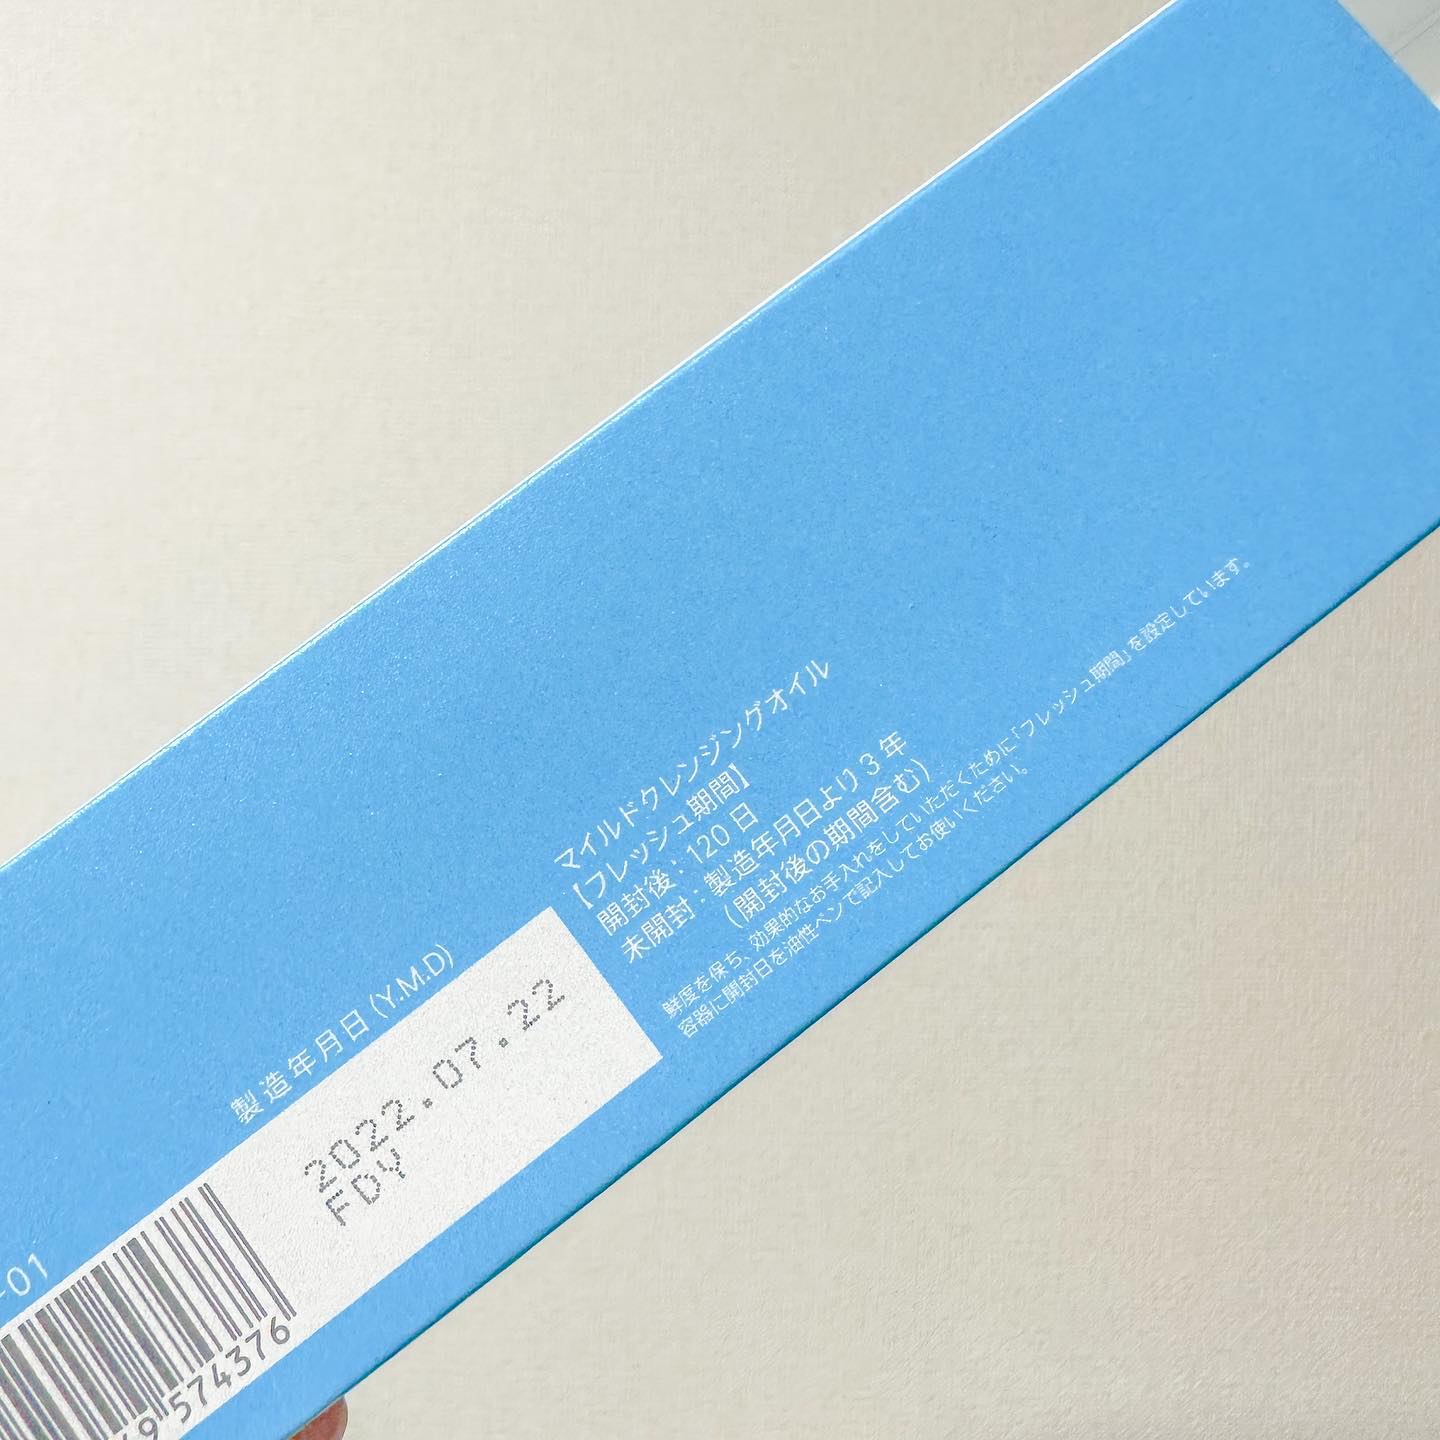 マイルドクレンジングオイル
【フレッシュ期間】
開封後：120日
未開封：製造年月日より3年
（開封後の期間含む）
鮮度を保ち、効果的なお手入れをしていただくために「フレッシュ期間」を設定しています。
容器に開封日を油性ペンで記入してお使いください。
製造年月日 (Y.M.D)
2022.07.22
FDY
-01
9 574376